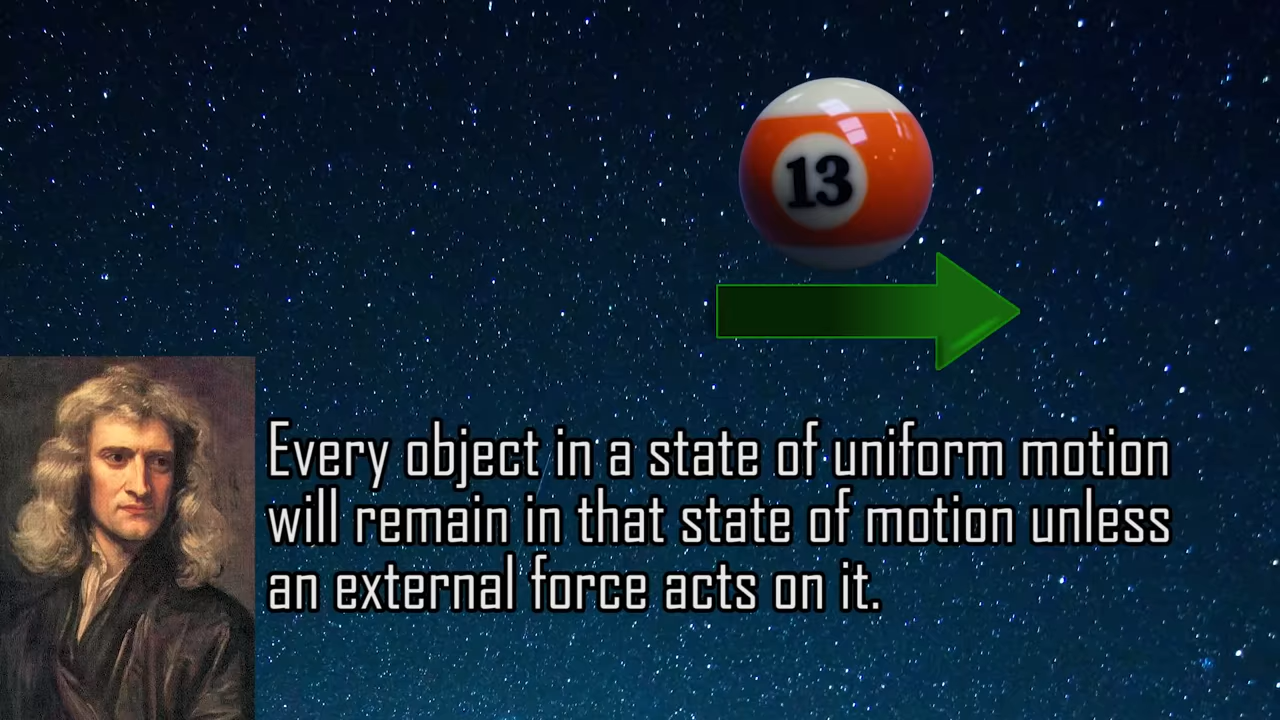 13
Every object in a state of uniform motion
will remain in that state of motion unless
an external force acts on it.